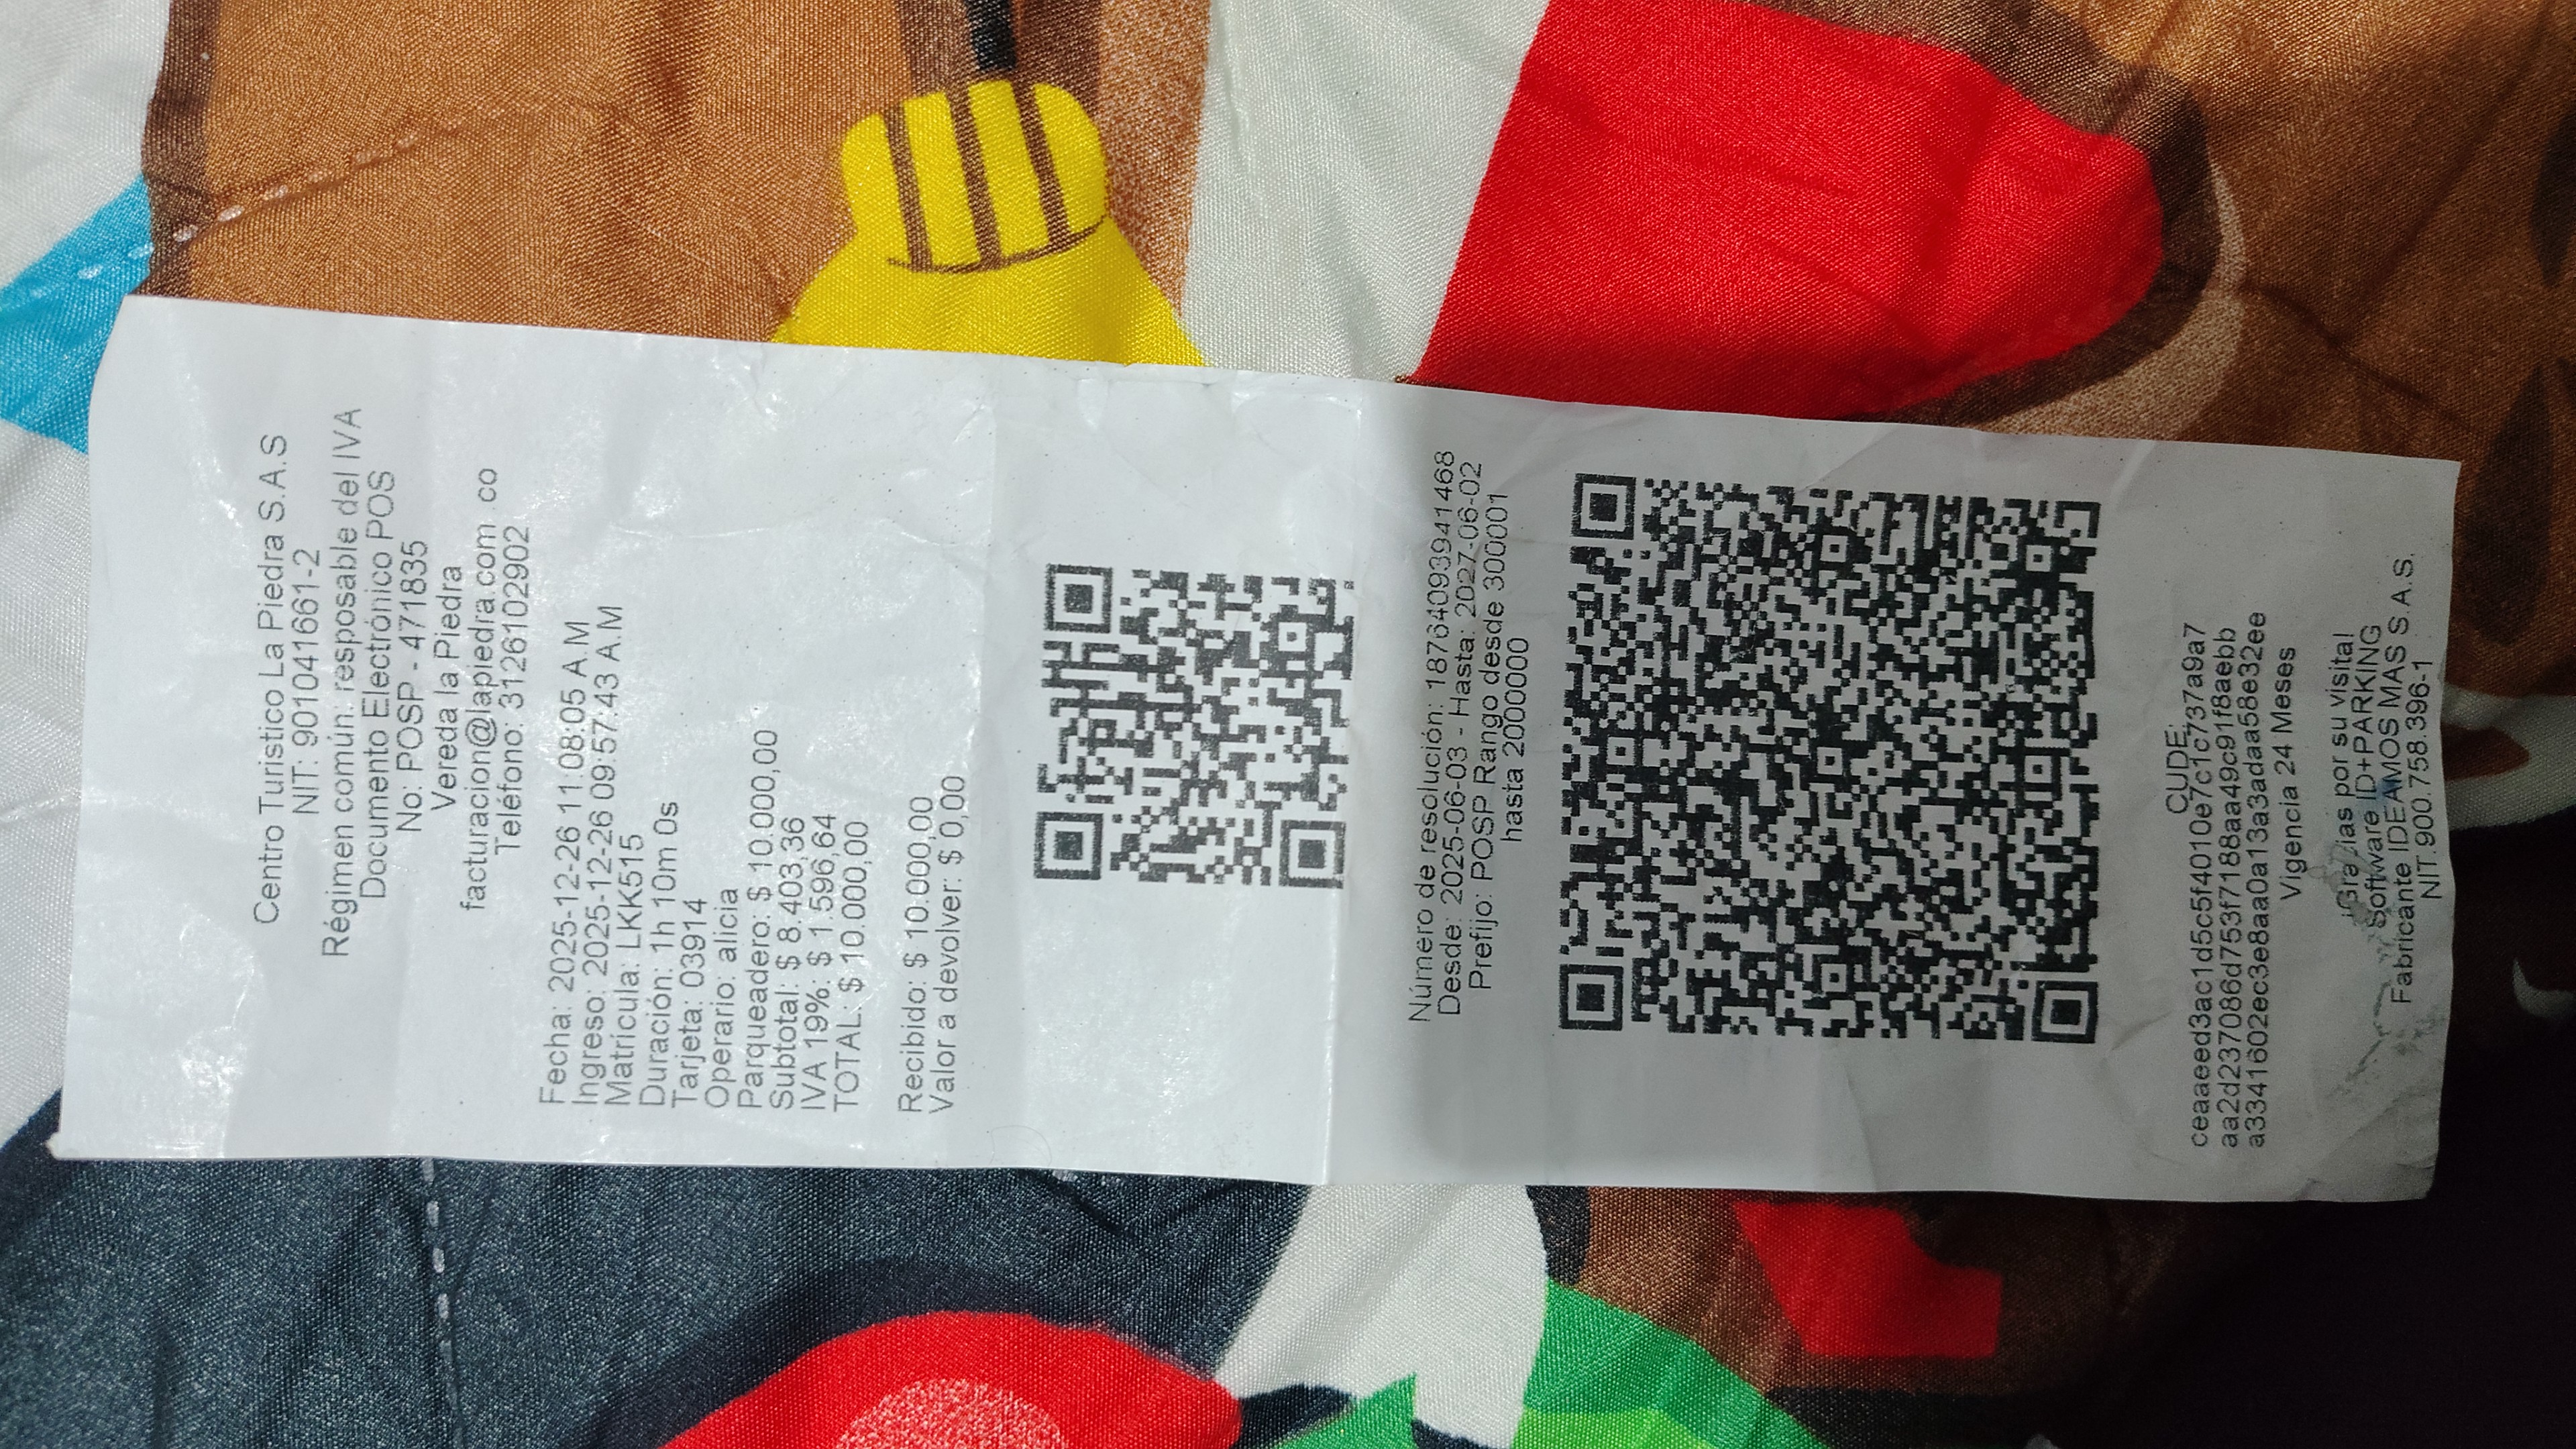 Centro Turistico La Piedra S.A.S
NIT: 901041661-2
Régimen común: resposable del IVA
Documento Electrónico POS
No: POSP - 471835
Vereda la Piedra
facturacion@lapiedra.com co
Teléfono: 3126102902
Fecha: 2025-12-26 11:08:05 A.M
Ingreso: 2025-12-26 09:57:43 A.M
Matrícula: LKK515
Duración: 1h 10m 0s
Tarjeta: 03914
Operario: alicia
Parqueadero: $ 10.000,00
Subtotal: $ 8.403,36
IVA 19%: $ 1.596,64
TOTAL: $ 10.000,00
Recibido: $ 10.000,00
Valor a devolver: $ 0,00
Número de resolución: 18764093941468
Desde: 2025-06-03 - Hasta: 2027-06-02
Prefijo: POSP Rango desde 300001
hasta 2000000
CUDE:
ceaaeed3ac1d5c5f4010e7c1c737a9a7
aa2d237086d753f7188aa49c91f8aebb
a3341602ec3e8aa0a13a3adaa58e32ee
Vigencia 24 Meses
¡Gracias por su visita!
Software ID+PARKING
Fabricante IDEAMOS MAS S.A.S.
NIT.900.758.396-1